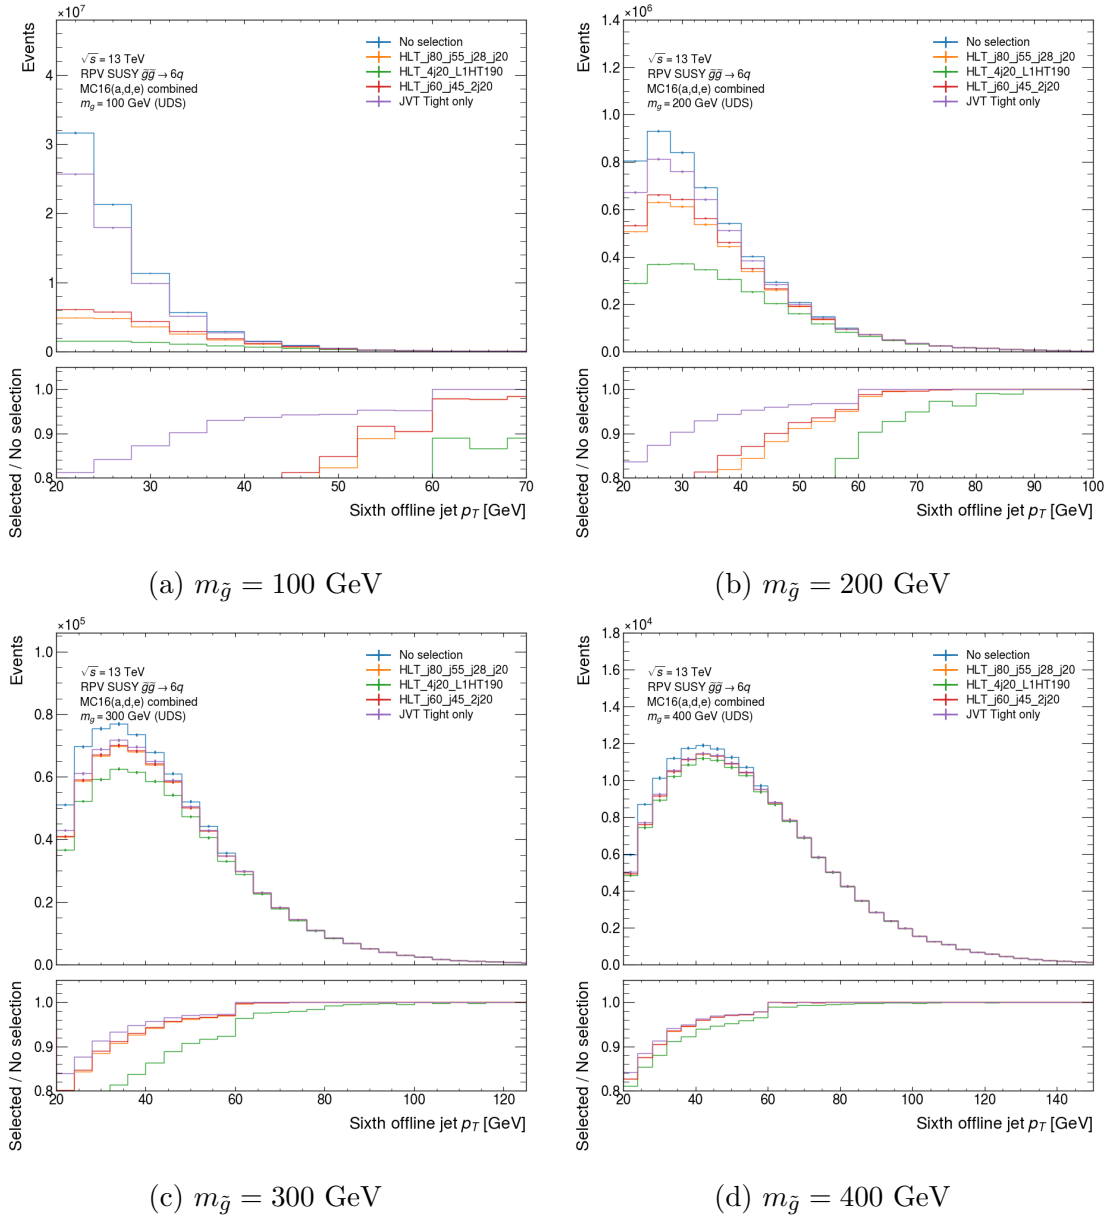 ×10⁷
Events
√s = 13 TeV
RPV SUSY g̃g̃ → 6q
MC16(a,d,e) combined
m_g = 100 GeV (UDS)
No selection
HLT_j80_j55_j28_j20
HLT_4j20_L1HT190
HLT_j60_j45_2j20
JVT Tight only
4
3
2
1
0
Selected / No selection
1.0
0.9
0.8
20 30 40 50 60 70
Sixth offline jet p_T [GeV]
(a) m_g̃ = 100 GeV
×10⁶
Events
√s = 13 TeV
RPV SUSY g̃g̃ → 6q
MC16(a,d,e) combined
m_g = 200 GeV (UDS)
No selection
HLT_j80_j55_j28_j20
HLT_4j20_L1HT190
HLT_j60_j45_2j20
JVT Tight only
1.4
1.2
1.0
0.8
0.6
0.4
0.2
0.0
Selected / No selection
1.0
0.9
0.8
20 30 40 50 60 70 80 90 100
Sixth offline jet p_T [GeV]
(b) m_g̃ = 200 GeV
×10⁵
Events
√s = 13 TeV
RPV SUSY g̃g̃ → 6q
MC16(a,d,e) combined
m_g = 300 GeV (UDS)
No selection
HLT_j80_j55_j28_j20
HLT_4j20_L1HT190
HLT_j60_j45_2j20
JVT Tight only
1.0
0.8
0.6
0.4
0.2
0.0
Selected / No selection
1.0
0.9
0.8
20 40 60 80 100 120
Sixth offline jet p_T [GeV]
(c) m_g̃ = 300 GeV
×10⁴
Events
√s = 13 TeV
RPV SUSY g̃g̃ → 6q
MC16(a,d,e) combined
m_g = 400 GeV (UDS)
No selection
HLT_j80_j55_j28_j20
HLT_4j20_L1HT190
HLT_j60_j45_2j20
JVT Tight only
1.8
1.6
1.4
1.2
1.0
0.8
0.6
0.4
0.2
0.0
Selected / No selection
1.0
0.9
0.8
20 40 60 80 100 120 140
Sixth offline jet p_T [GeV]
(d) m_g̃ = 400 GeV